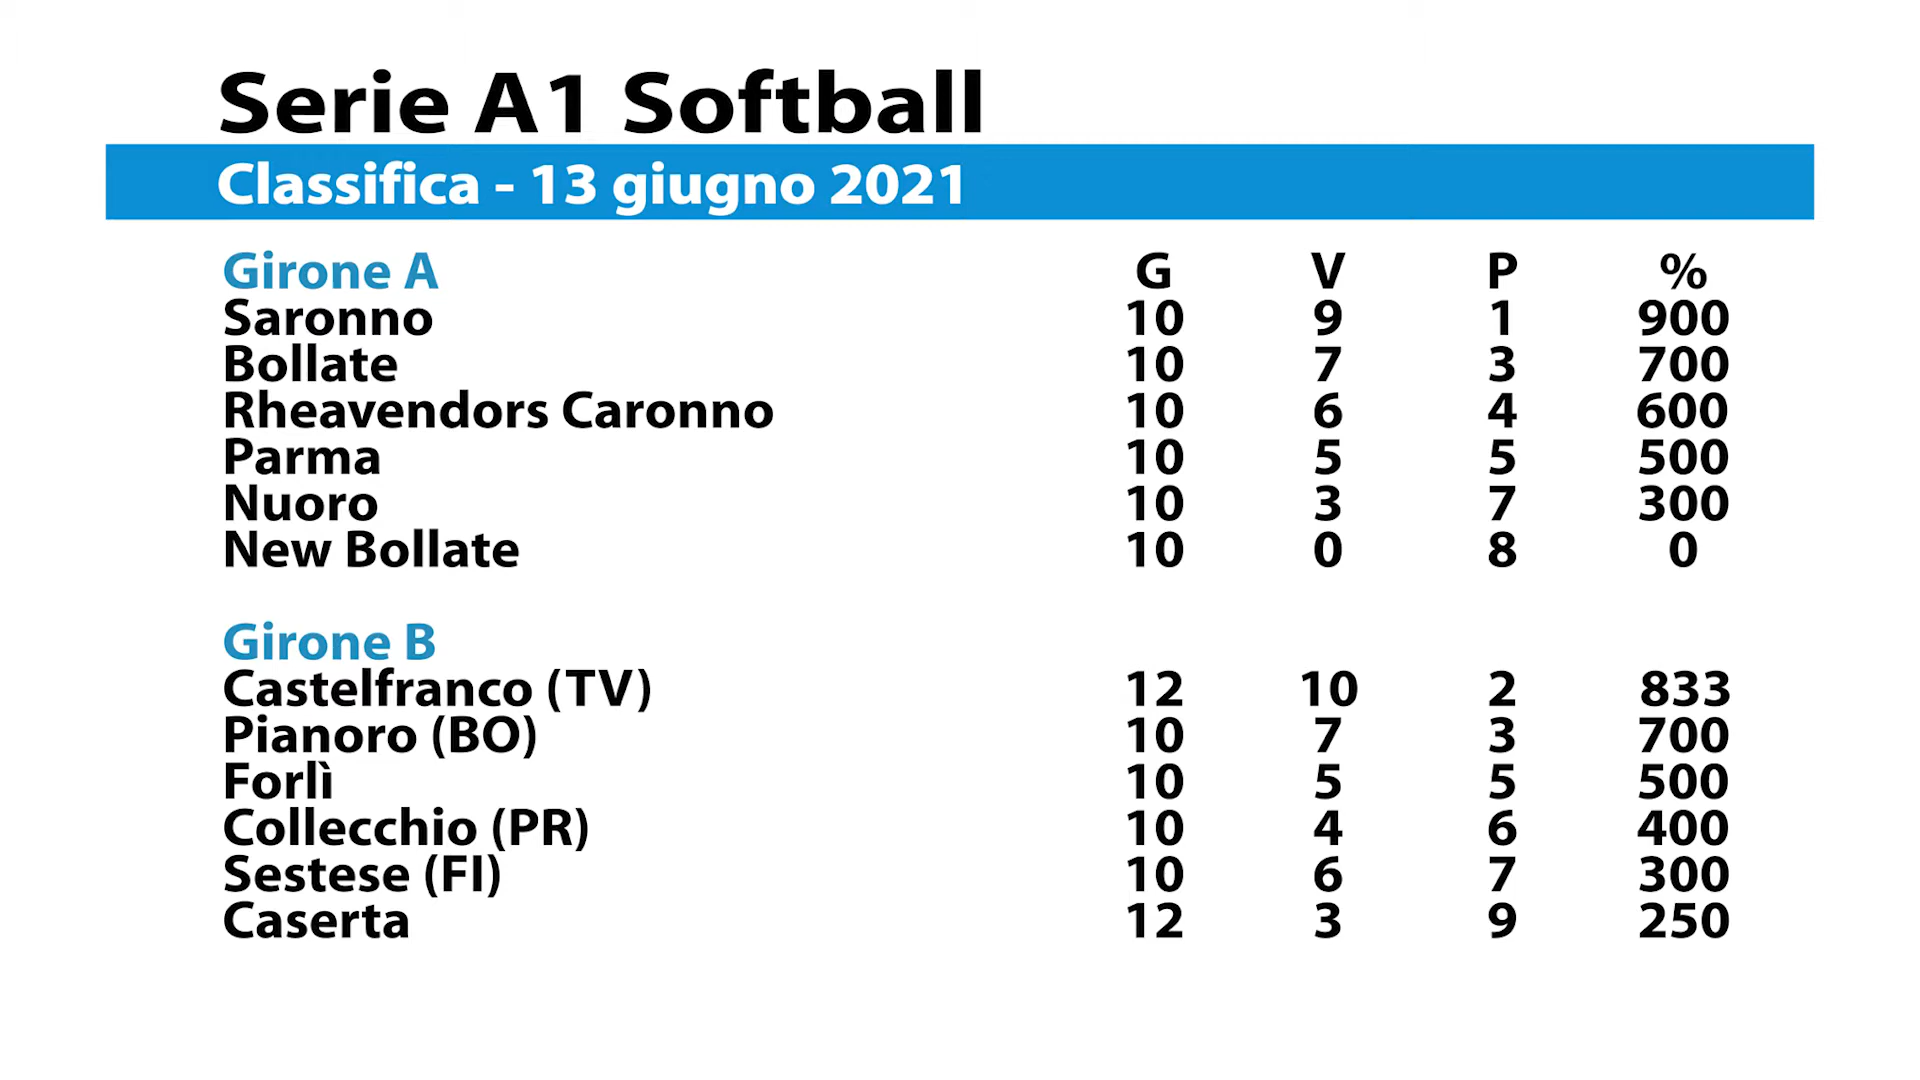 Serie A1 Softball
Classifica - 13 giugno 2021
Girone A G V P %
Saronno 10 9 1 900
Bollate 10 7 3 700
Rheavendors Caronno 10 6 4 600
Parma 10 5 5 500
Nuoro 10 3 7 300
New Bollate 10 0 8 0
Girone B
Castelfranco (TV) 12 10 2 833
Pianoro (BO) 10 7 3 700
Forlì 10 5 5 500
Collecchio (PR) 10 4 6 400
Sestese (FI) 10 6 7 300
Caserta 12 3 9 250